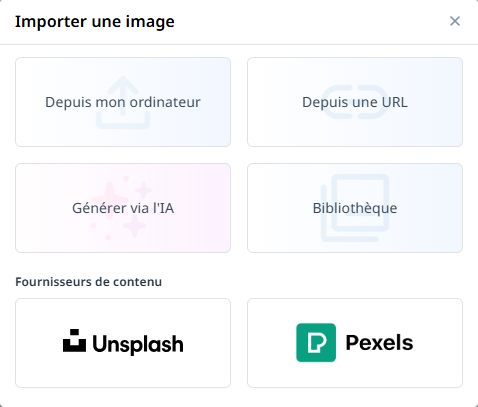 Importer une image
Depuis mon ordinateur
Depuis une URL
Générer via l'IA
Bibliothèque
Fournisseurs de contenu
Unsplash
Pexels